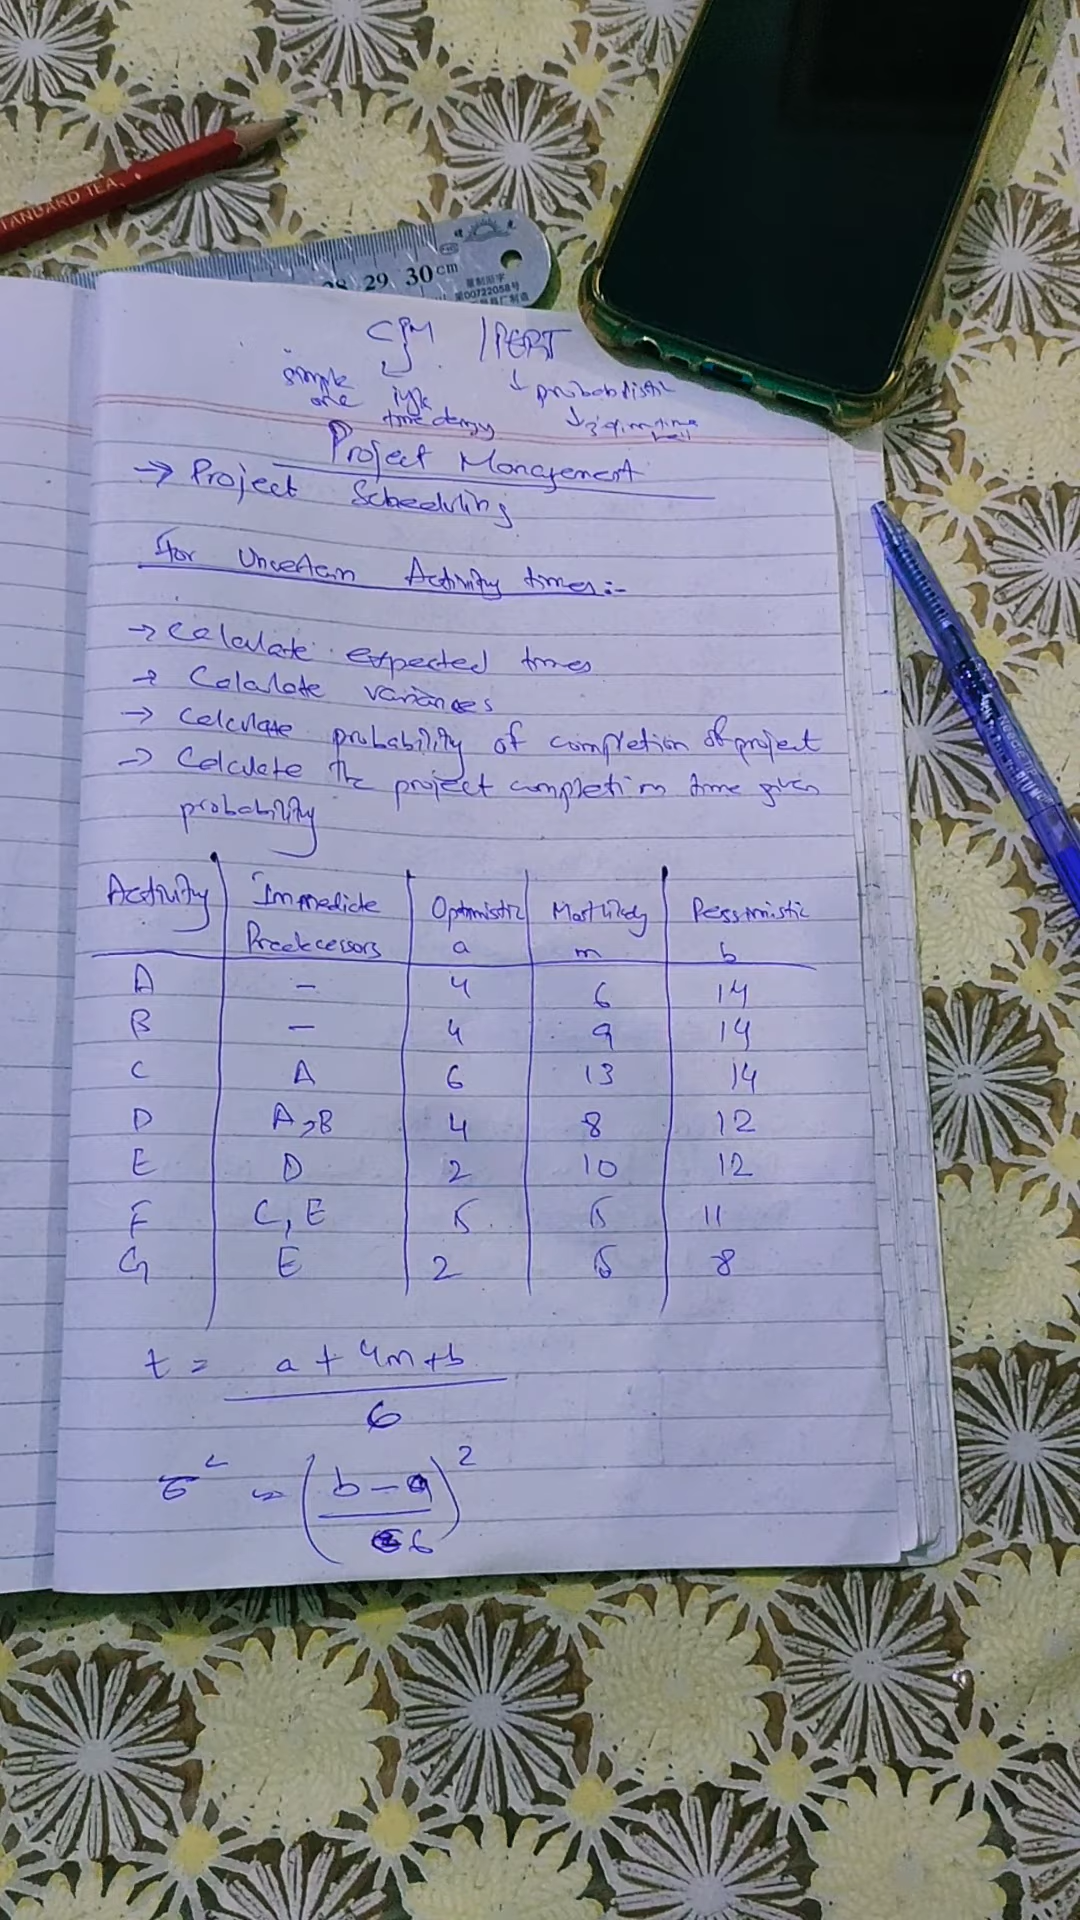 STANDARD TEA
29 30 cm
CPM / PERT
simple
one
time
probabilistic
Project Management
→ Project Scheduling
For Uncertain Activity times:-
→ Calculate expected times
→ Calculate variances
→ Calculate probability of completion of project
→ Calculate the project completion time given
probability
Activity | Immediate Predecessors | Optimistic a | Most likely m | Pessimistic b
A | - | 4 | 6 | 14
B | - | 4 | 9 | 14
C | A | 6 | 13 | 14
D | A,B | 4 | 8 | 12
E | D | 2 | 10 | 12
F | C, E | 5 | 5 | 11
G | E | 2 | 5 | 8
t = a + 4m + b
6
σ² = (b - a)²
6